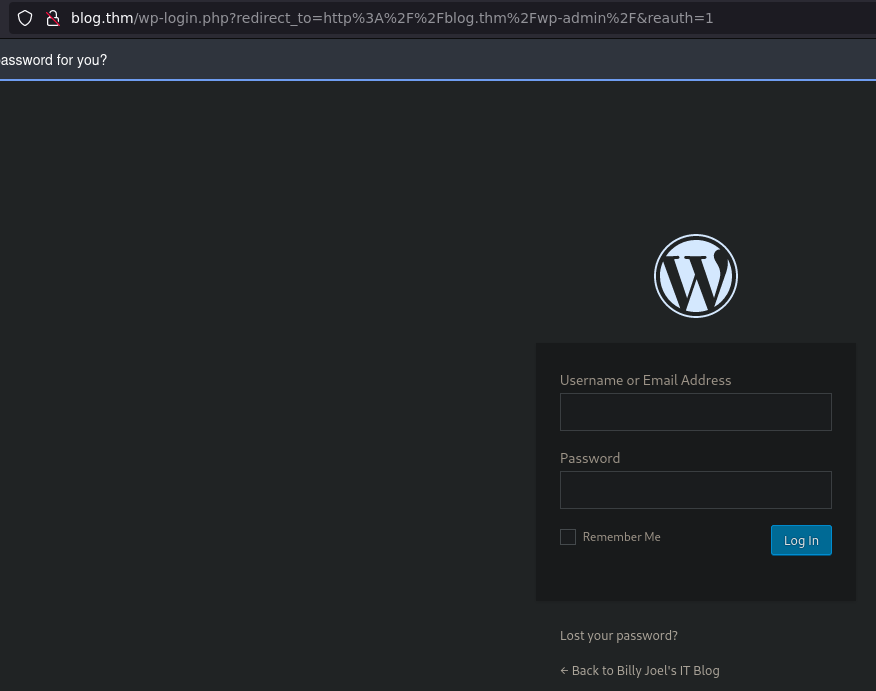 blog.thm/wp-login.php?redirect_to=http%3A%2F%2Fblog.thm%2Fwp-admin%2F&reauth=1
assword for you?
Username or Email Address
Password
Remember Me
Log In
Lost your password?
← Back to Billy Joel's IT Blog